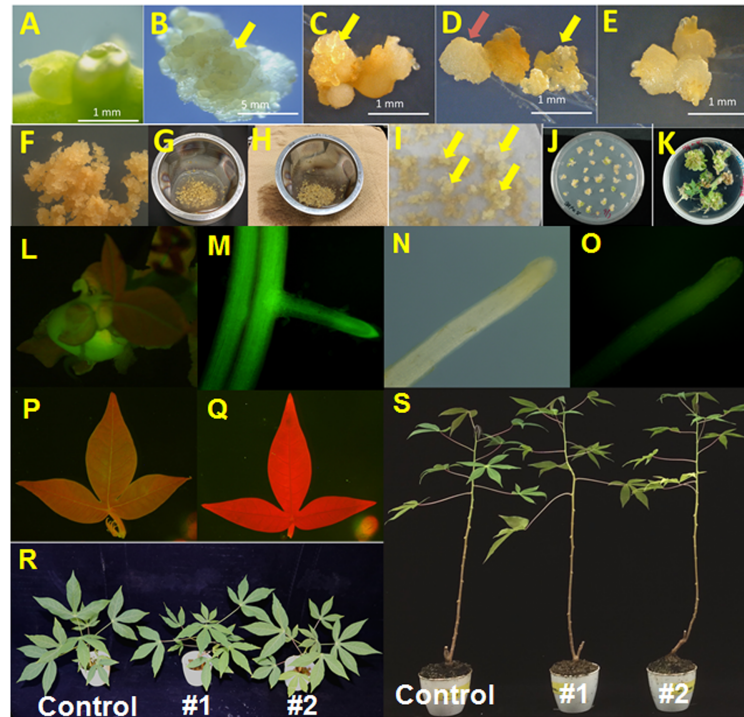 A B C D E
1 mm 5 mm 1 mm 1 mm 1 mm
F G H I J K
L M N O
P Q S
R
Control #1 #2 Control #1 #2